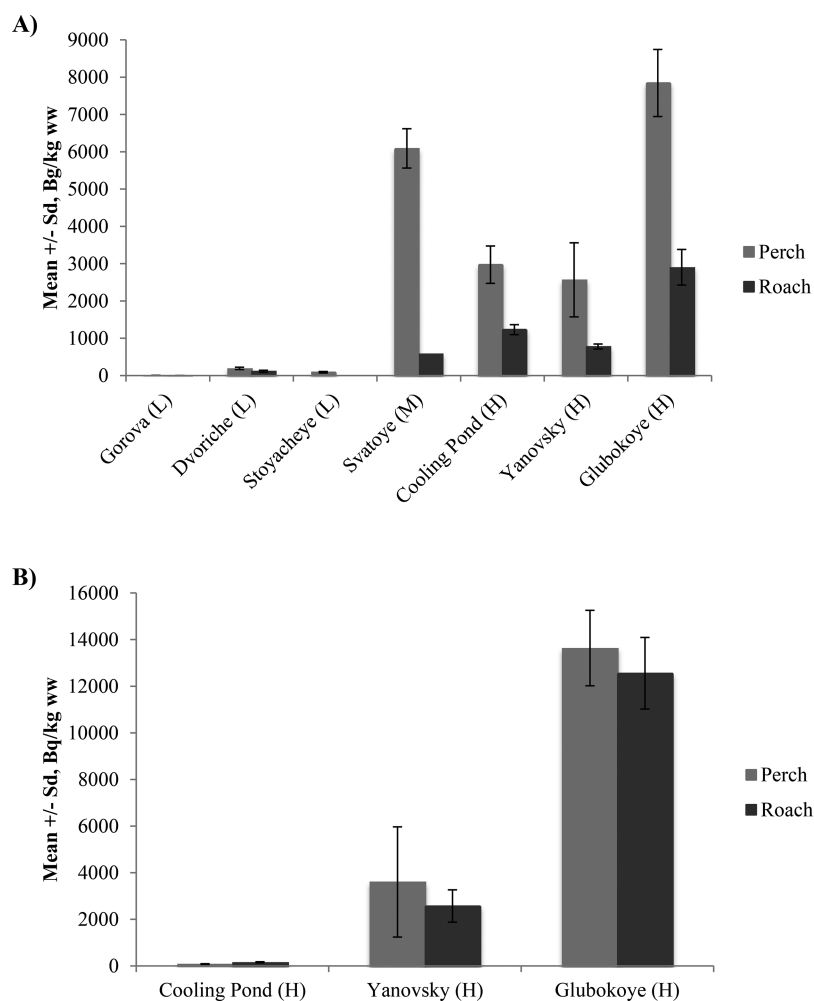 A)
9000
8000
7000
6000
5000
4000
3000
2000
1000
0
Mean +/- Sd, Bg/kg ww
Perch
Roach
Gorova (L)
Dvoriche (L)
Stoyacheye (L)
Svatoye (M)
Cooling Pond (H)
Yanovsky (H)
Glubokoye (H)
B)
16000
14000
12000
10000
8000
6000
4000
2000
0
Mean +/- Sd, Bq/kg ww
Perch
Roach
Cooling Pond (H)
Yanovsky (H)
Glubokoye (H)